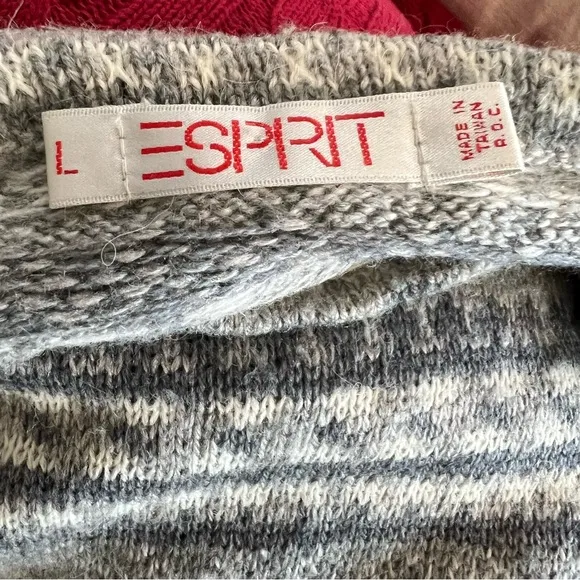 L
ESPRIT
MADE IN
TAIWAN
R.O.C.